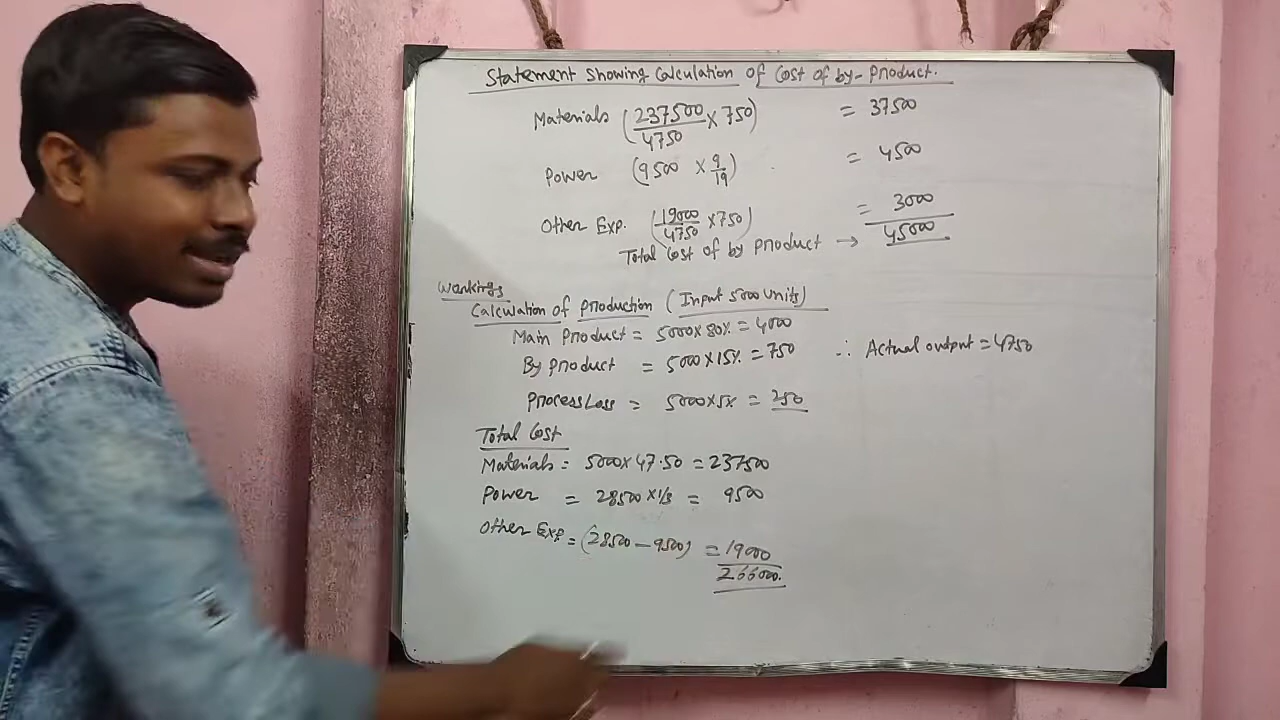 Statement Showing Calculation of Cost of by-Product.
Materials (237500/4750 × 750) = 37500
Power (9500 × 9/19) = 4500
Other Exp. (19000/4750 × 750) = 3000
Total Cost of by product → 45000
Workings
Calculation of Production (Input 5000 Units)
Main Product = 5000×80% = 4000
By Product = 5000×15% = 750 ∴ Actual output = 4750
Process Loss = 5000×5% = 250
Total Cost
Materials = 5000×47.50 = 237500
Power = 28500×1/3 = 9500
Other Exp. = (28500 – 9500) = 19000
266000.